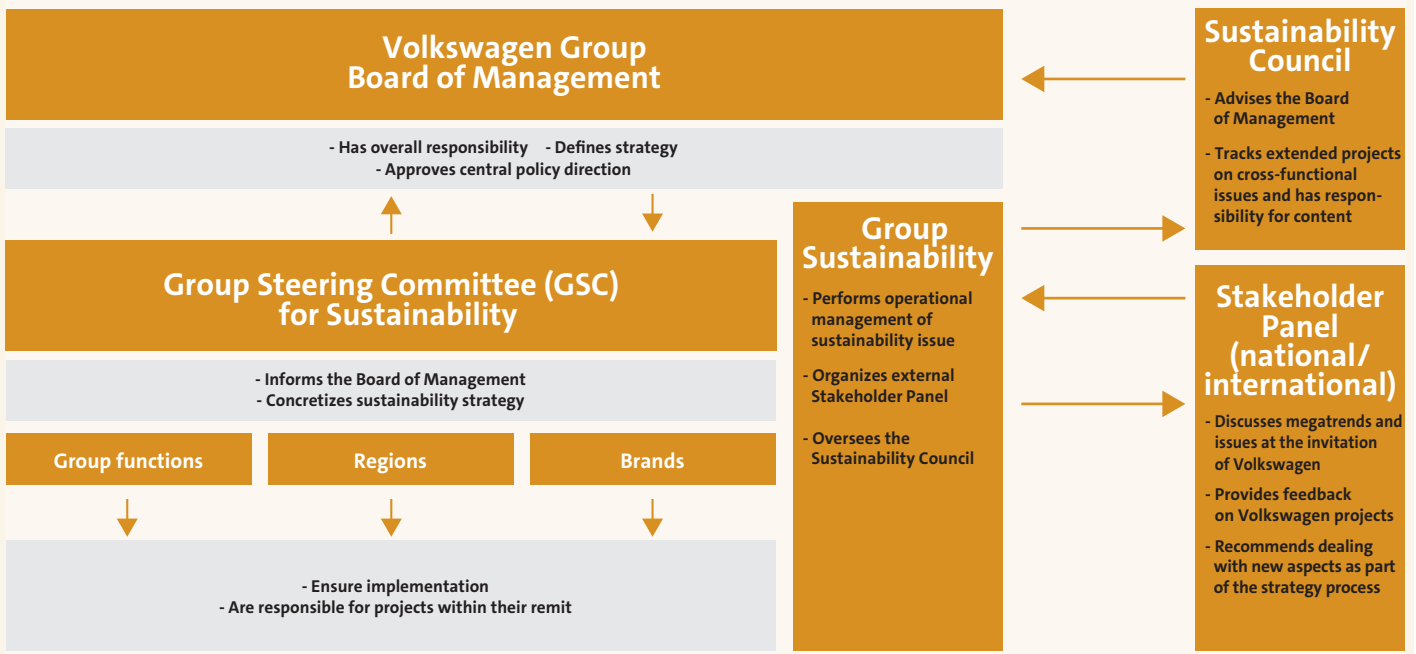 Volkswagen Group
Board of Management
- Has overall responsibility - Defines strategy
- Approves central policy direction
Group Steering Committee (GSC)
for Sustainability
- Informs the Board of Management
- Concretizes sustainability strategy
Group functions
Regions
Brands
- Ensure implementation
- Are responsible for projects within their remit
Group
Sustainability
- Performs operational
management of
sustainability issue
- Organizes external
Stakeholder Panel
- Oversees the
Sustainability Council
Sustainability
Council
- Advises the Board
of Management
- Tracks extended projects
on cross-functional
issues and has respon-
sibility for content
Stakeholder
Panel
(national/
international)
- Discusses megatrends and
issues at the invitation
of Volkswagen
- Provides feedback
on Volkswagen projects
- Recommends dealing
with new aspects as part
of the strategy process